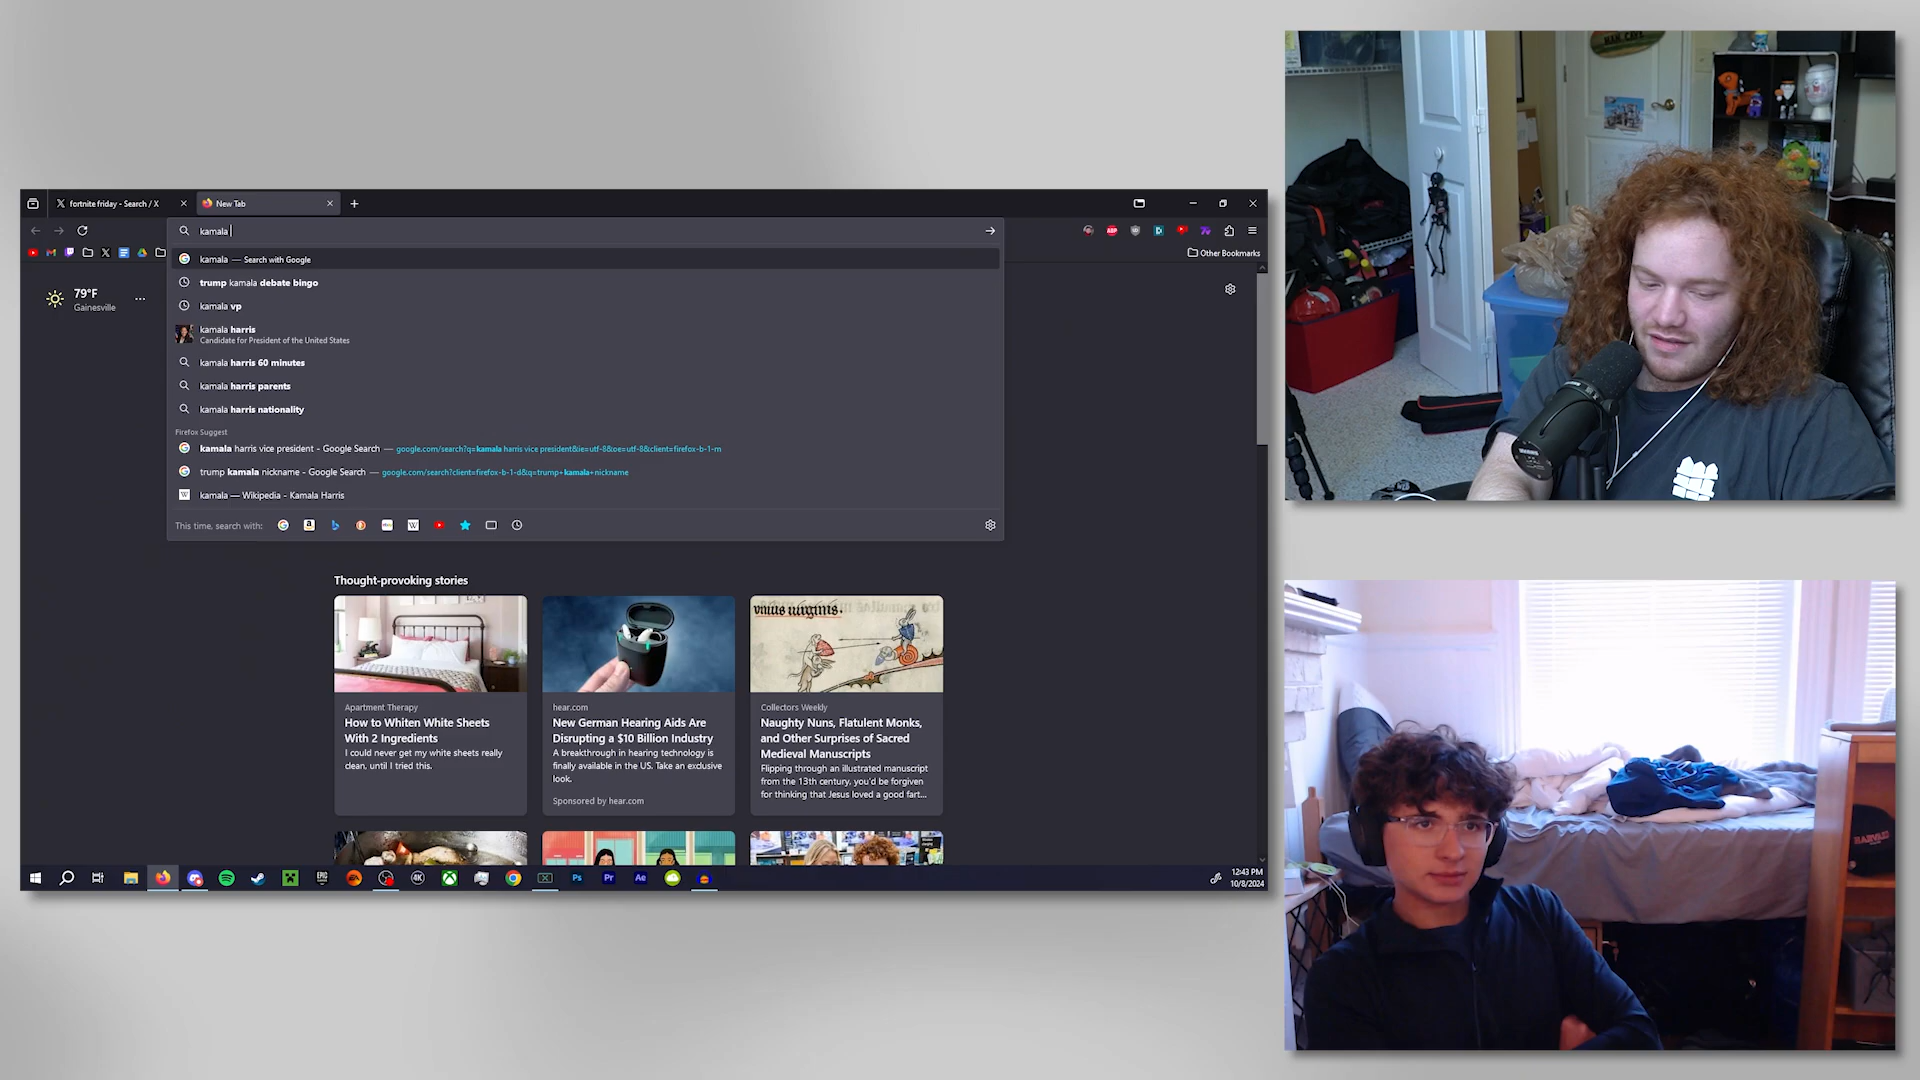 fortnite friday - Search / X
New Tab
kamala
Other Bookmarks
79°F
Gainesville
kamala — Search with Google
trump kamala debate bingo
kamala vp
kamala harris
Candidate for President of the United States
kamala harris 60 minutes
kamala harris parents
kamala harris nationality
Firefox Suggest
kamala harris vice president - Google Search — google.com/search?q=kamala harris vice president&ie=utf-8&oe=utf-8&client=firefox-b-1-m
trump kamala nickname - Google Search — google.com/search?client=firefox-b-1-d&q=trump+kamala+nickname
kamala — Wikipedia - Kamala Harris
This time, search with:
Thought-provoking stories
Apartment Therapy
How to Whiten White Sheets
With 2 Ingredients
I could never get my white sheets really
clean, until I tried this.
hear.com
New German Hearing Aids Are
Disrupting a $10 Billion Industry
A breakthrough in hearing technology is
finally available in the US. Take an exclusive
look.
Sponsored by hear.com
Collectors Weekly
Naughty Nuns, Flatulent Monks,
and Other Surprises of Sacred
Medieval Manuscripts
Flipping through an illustrated manuscript
from the 13th century, you'd be forgiven
for thinking that Jesus loved a good fart...
EPIC
EA
4K
Ps
Pr
Ae
12:43 PM
10/8/2024
MAN CAVE
HARVARD